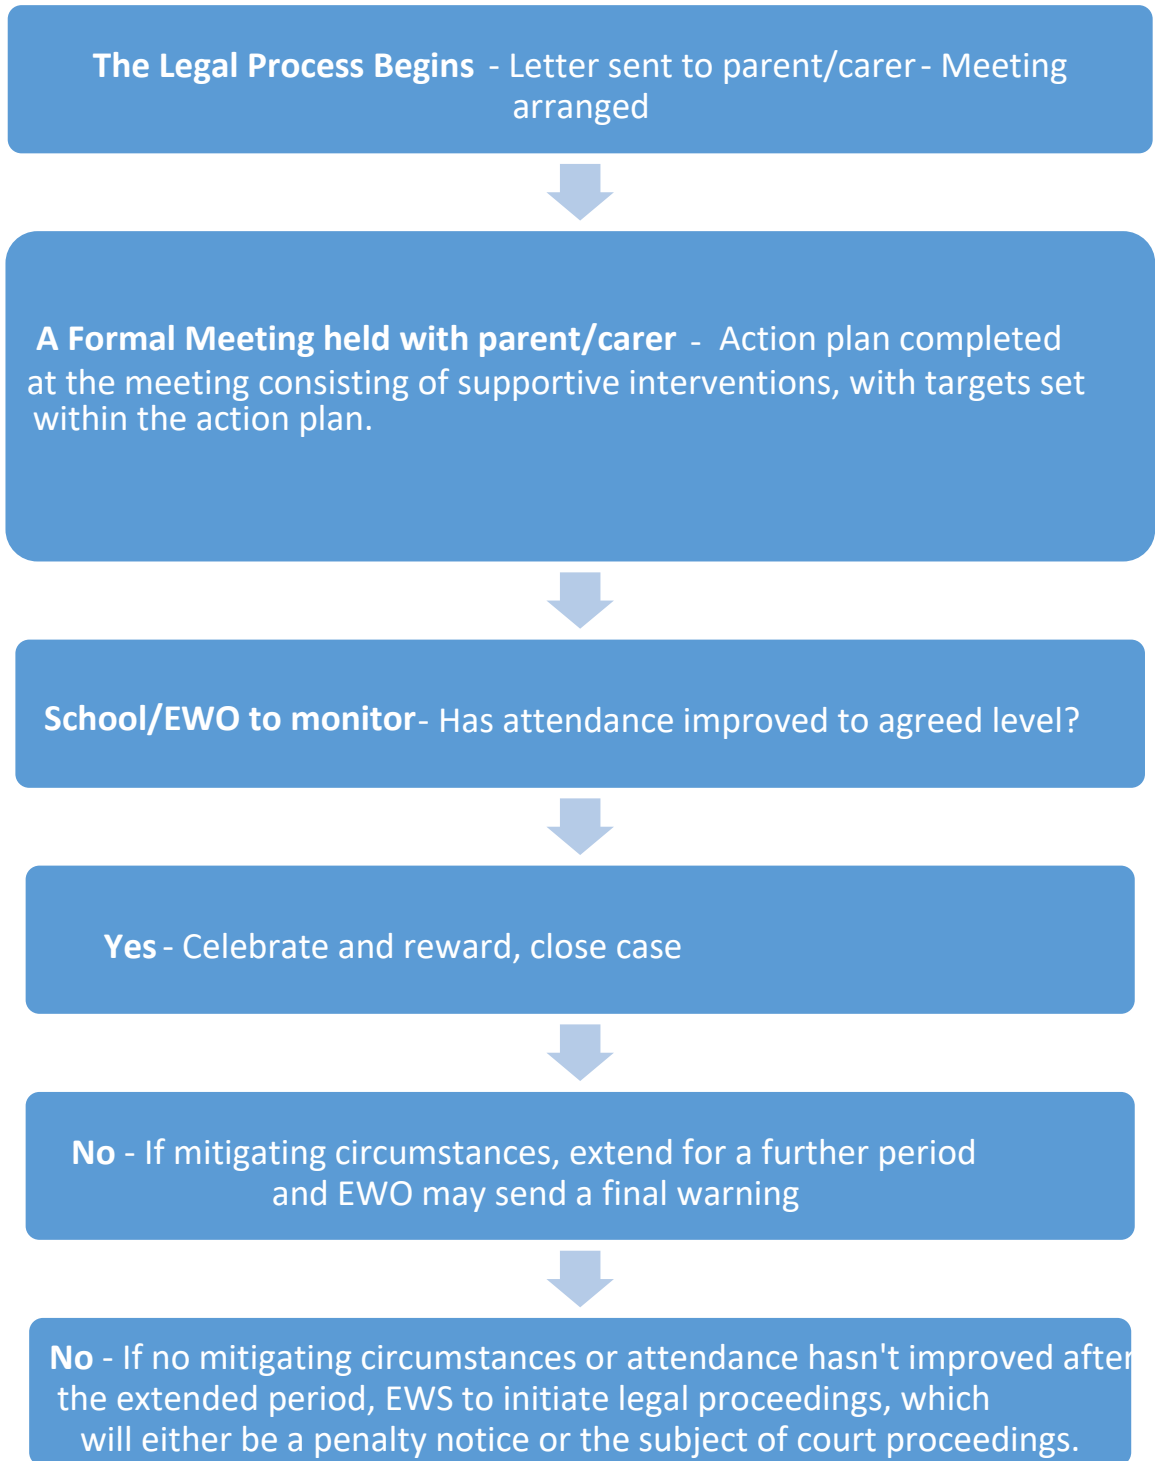 The Legal Process Begins - Letter sent to parent/carer - Meeting
arranged
A Formal Meeting held with parent/carer - Action plan completed
at the meeting consisting of supportive interventions, with targets set
within the action plan.
School/EWO to monitor - Has attendance improved to agreed level?
Yes - Celebrate and reward, close case
No - If mitigating circumstances, extend for a further period
and EWO may send a final warning
No - If no mitigating circumstances or attendance hasn't improved after
the extended period, EWS to initiate legal proceedings, which
will either be a penalty notice or the subject of court proceedings.